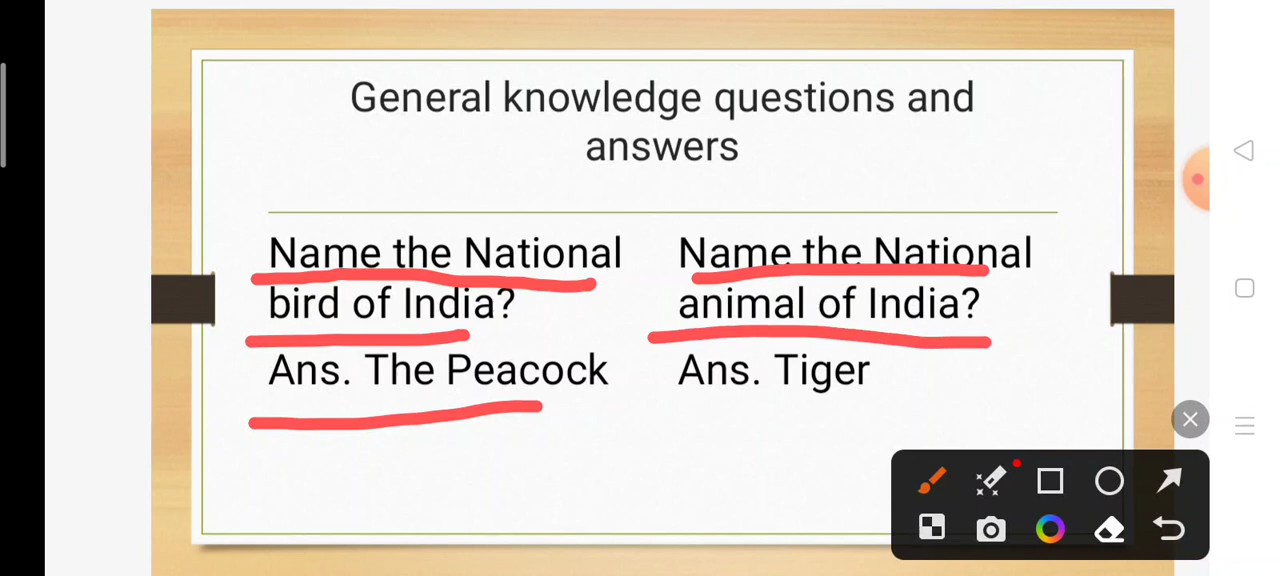 General knowledge questions and
answers
Name the National
bird of India?
Ans. The Peacock
Name the National
animal of India?
Ans. Tiger